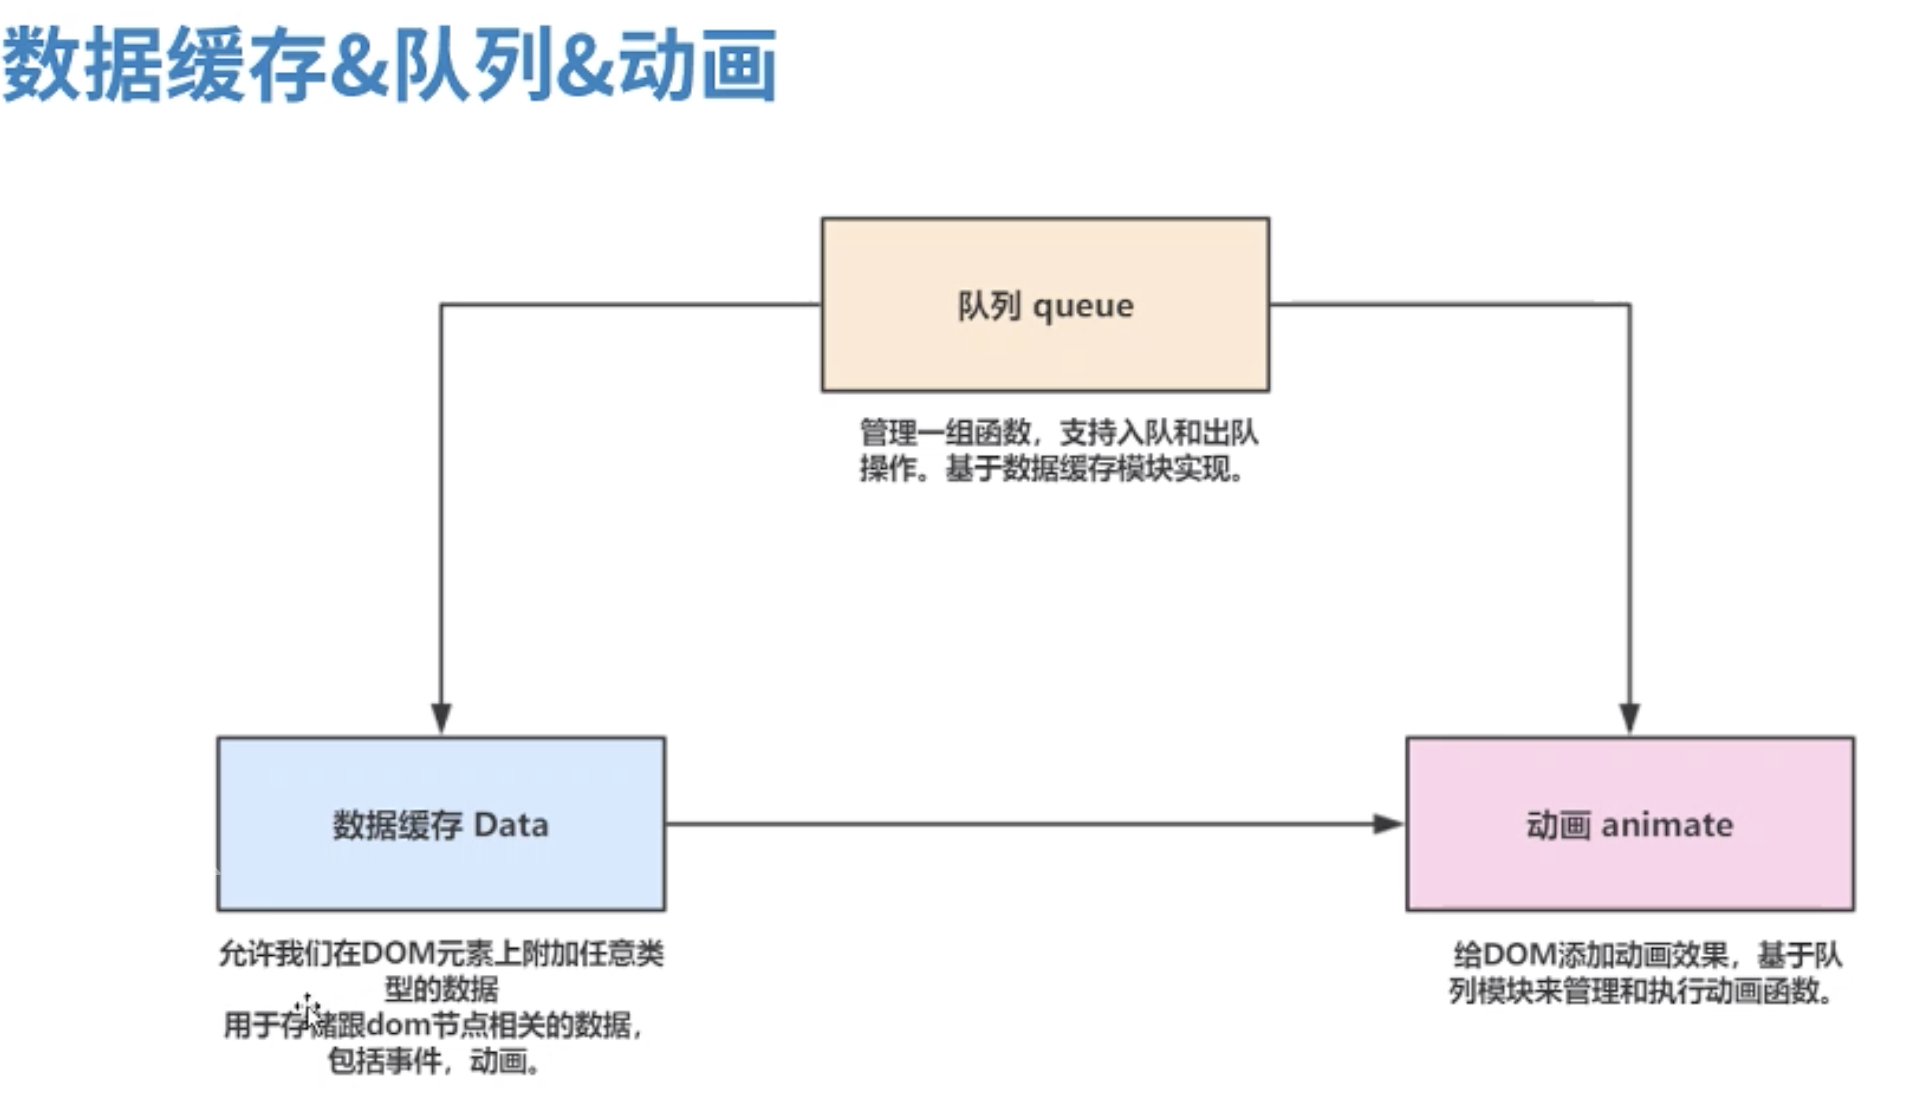 数据缓存&队列&动画
队列 queue
管理一组函数，支持入队和出队
操作。基于数据缓存模块实现。
数据缓存 Data
允许我们在DOM元素上附加任意类
型的数据
用于存储跟dom节点相关的数据，
包括事件，动画。
动画 animate
给DOM添加动画效果，基于队
列模块来管理和执行动画函数。